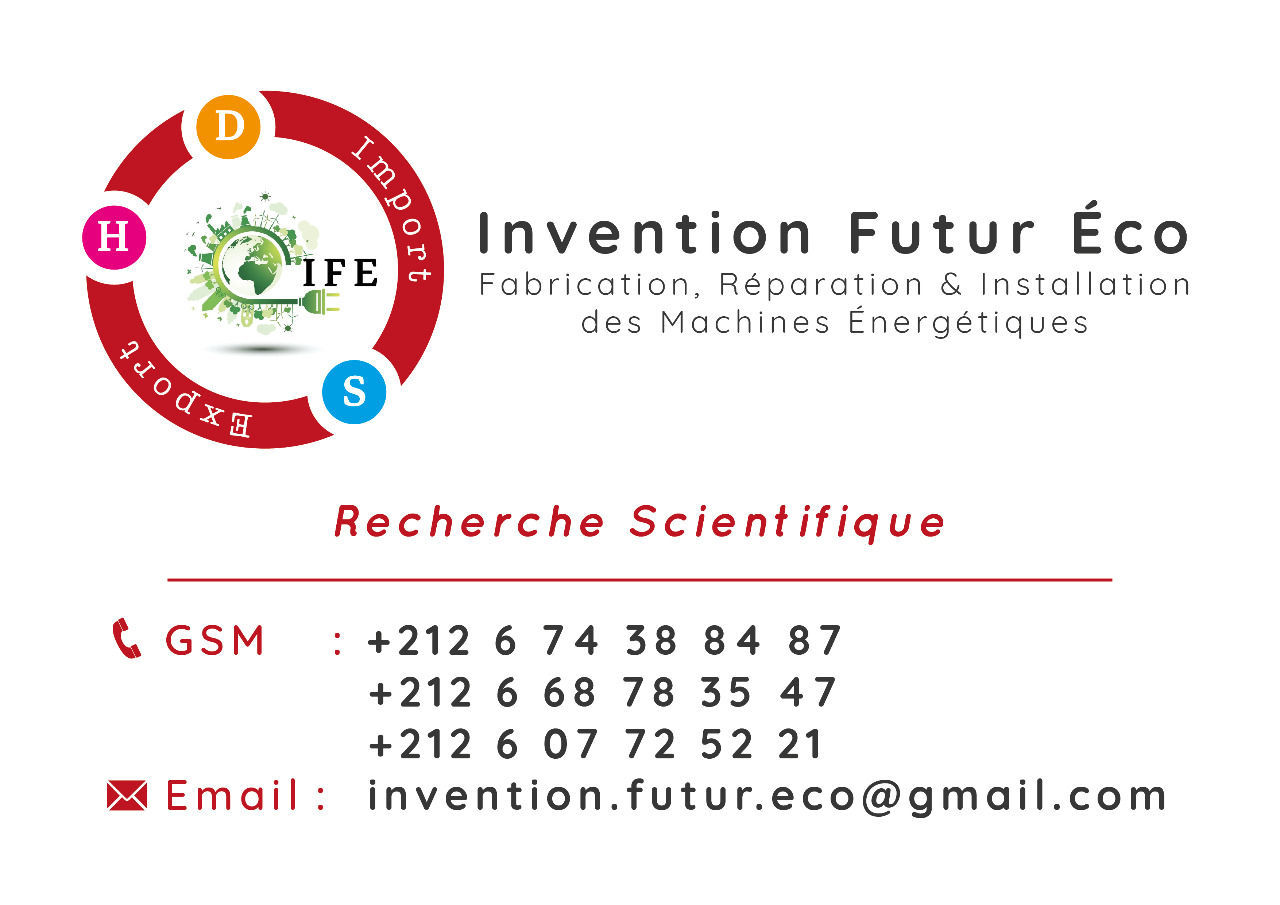 D
Import
H
IFE
S
Export
Invention Futur Éco
Fabrication, Réparation & Installation
des Machines Énergétiques
Recherche Scientifique
GSM : +212 6 74 38 84 87
+212 6 68 78 35 47
+212 6 07 72 52 21
Email : invention.futur.eco@gmail.com